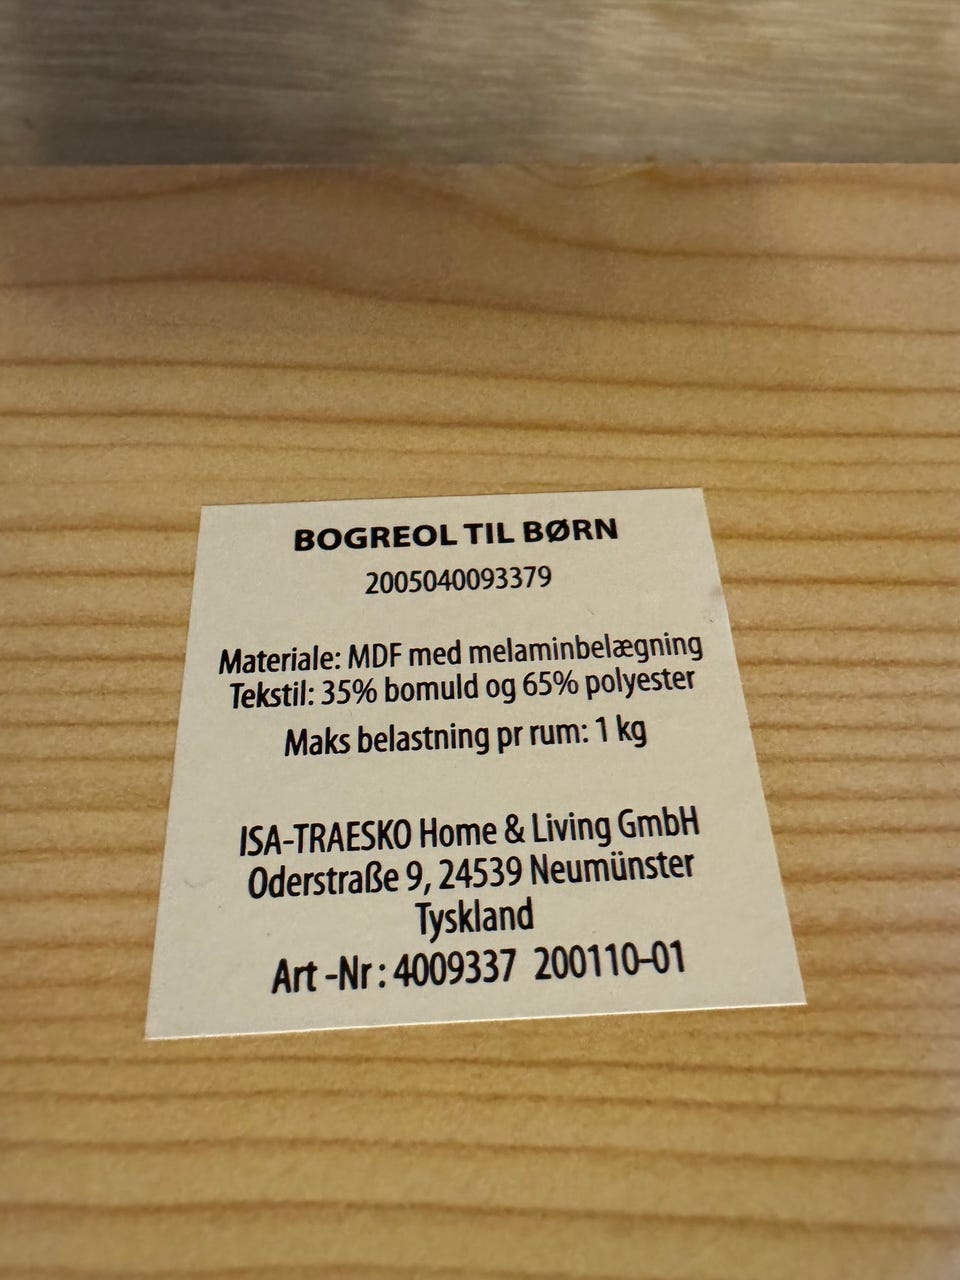 BOGREOL TIL BØRN
2005040093379
Materiale: MDF med melaminbelægning
Tekstil: 35% bomuld og 65% polyester
Maks belastning pr rum: 1 kg
ISA-TRAESKO Home & Living GmbH
Oderstraße 9, 24539 Neumünster
Tyskland
Art -Nr : 4009337 200110-01